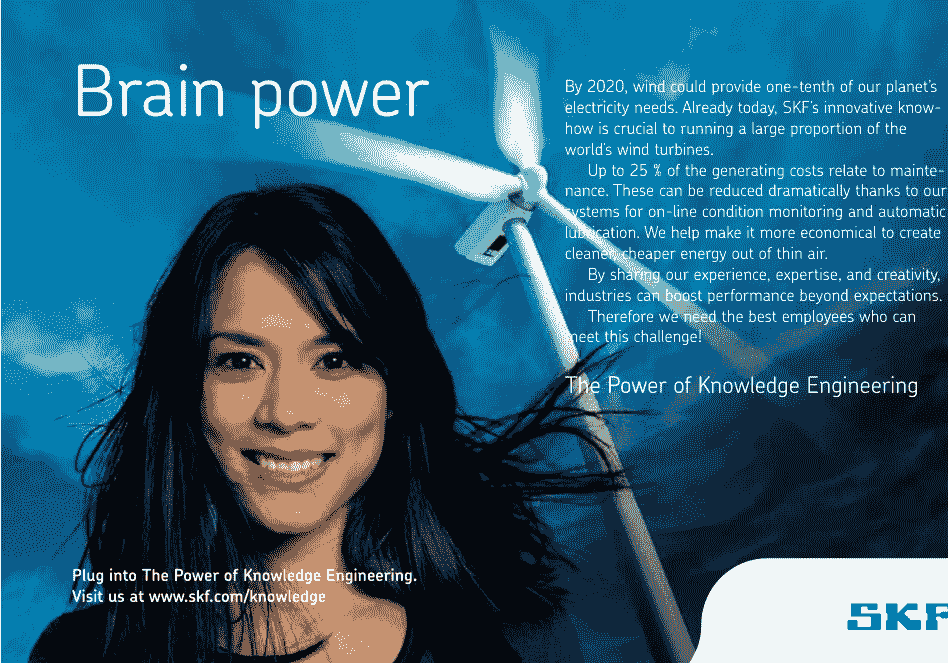 Brain power
By 2020, wind could provide one-tenth of our planet's
electricity needs. Already today, SKF's innovative know-
how is crucial to running a large proportion of the
world's wind turbines.
Up to 25 % of the generating costs relate to mainte-
nance. These can be reduced dramatically thanks to our
systems for on-line condition monitoring and automatic
lubrication. We help make it more economical to create
cleaner, cheaper energy out of thin air.
By sharing our experience, expertise, and creativity,
industries can boost performance beyond expectations.
Therefore we need the best employees who can
meet this challenge!
The Power of Knowledge Engineering
Plug into The Power of Knowledge Engineering.
Visit us at www.skf.com/knowledge
SKF